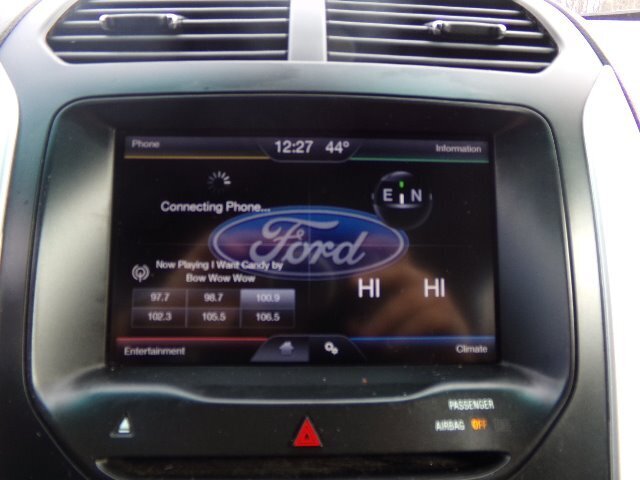 Phone
12:27 44°
Information
Connecting Phone...
E N
Ford
Now Playing I Want Candy by
Bow Wow Wow
97.7 98.7 100.9
102.3 105.5 106.5
HI HI
Entertainment
Climate
PASSENGER
AIRBAG OFF